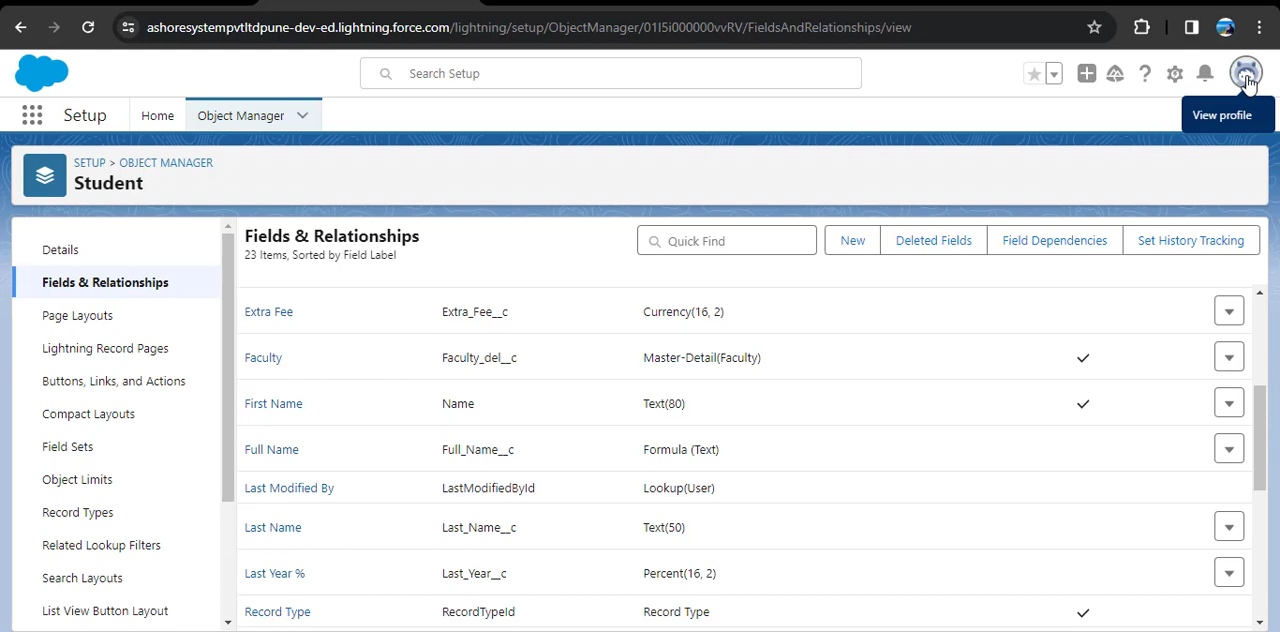 ashoresystempvtltdpune-dev-ed.lightning.force.com/lightning/setup/ObjectManager/01I5i000000vvRV/FieldsAndRelationships/view
Search Setup
Setup
Home
Object Manager
View profile
SETUP > OBJECT MANAGER
Student
Details
Fields & Relationships
Page Layouts
Lightning Record Pages
Buttons, Links, and Actions
Compact Layouts
Field Sets
Object Limits
Record Types
Related Lookup Filters
Search Layouts
List View Button Layout
Fields & Relationships
23 Items, Sorted by Field Label
Quick Find
New
Deleted Fields
Field Dependencies
Set History Tracking
Extra Fee Extra_Fee__c Currency(16, 2)
Faculty Faculty_del__c Master-Detail(Faculty)
First Name Name Text(80)
Full Name Full_Name__c Formula (Text)
Last Modified By LastModifiedById Lookup(User)
Last Name Last_Name__c Text(50)
Last Year % Last_Year__c Percent(16, 2)
Record Type RecordTypeId Record Type